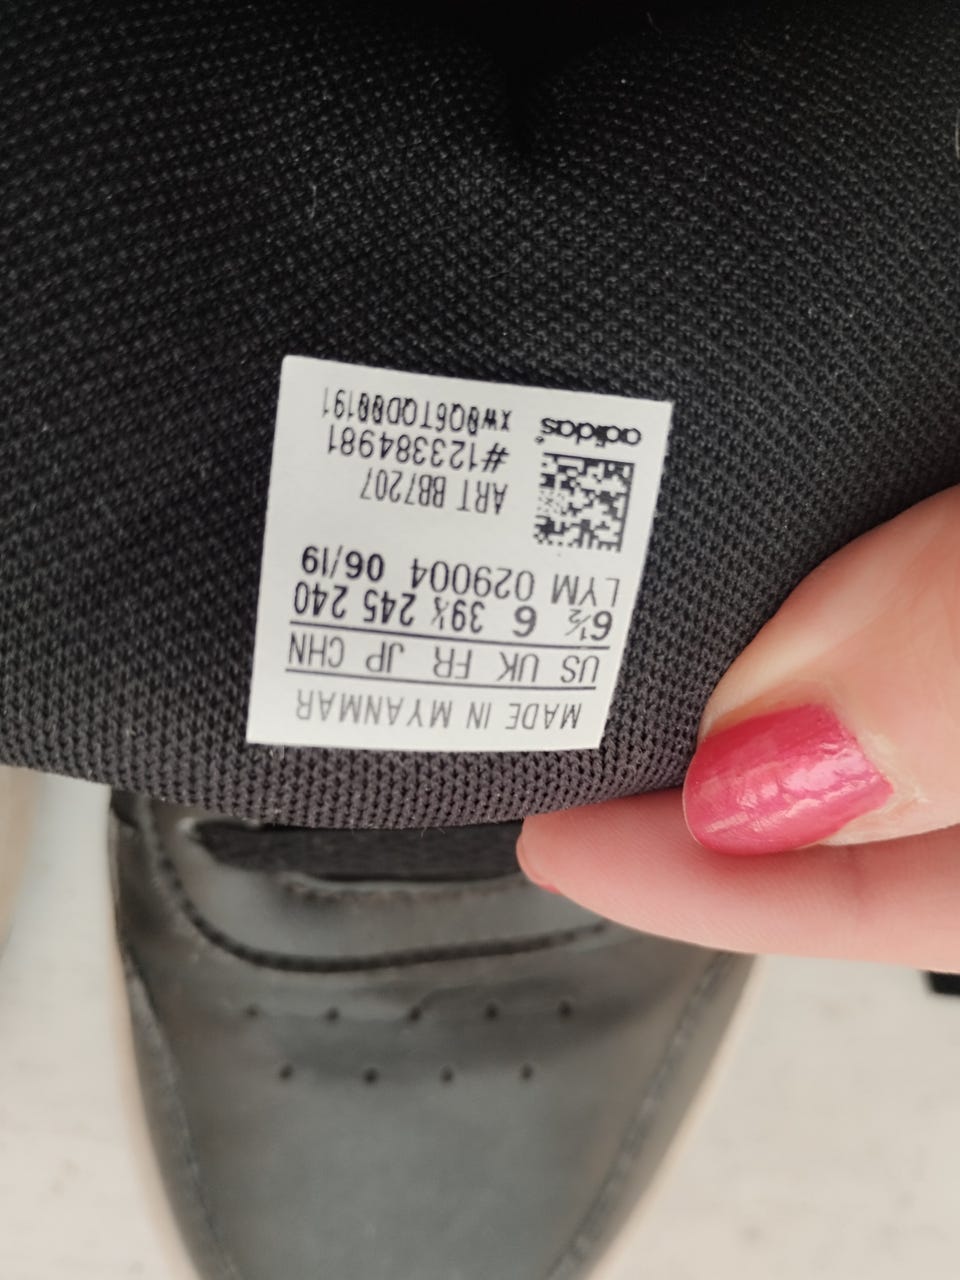 MADE IN MYANMAR
US UK FR JP CHN
6½ 6 39⅓ 245 240
LYM 029004 06/19
ART BB7207
#123384981
xW0Q6TQD00191
adidas